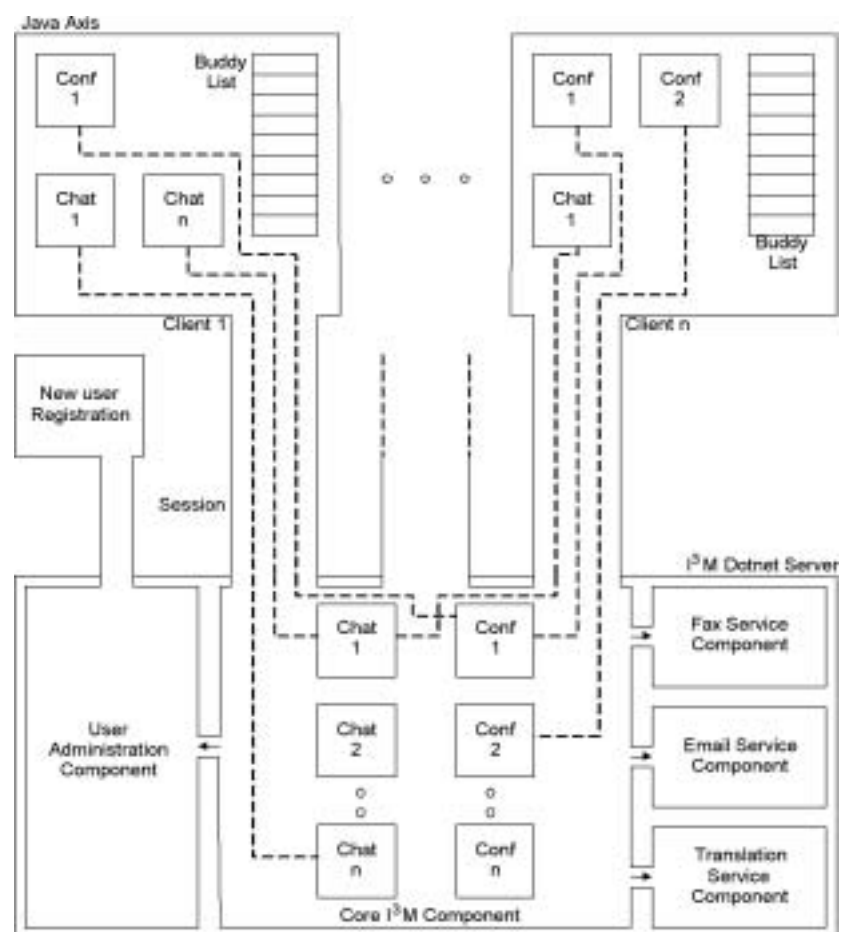 Java Axis
Conf
1
Buddy
List
Chat
1
Chat
n
Client 1
Conf
1
Conf
2
Chat
1
Buddy
List
Client n
New user
Registration
Session
I³M Dotnet Server
User
Administration
Component
Chat
1
Conf
1
Chat
2
Conf
2
Chat
n
Conf
n
Core I³M Component
Fax Service
Component
Email Service
Component
Translation
Service
Component